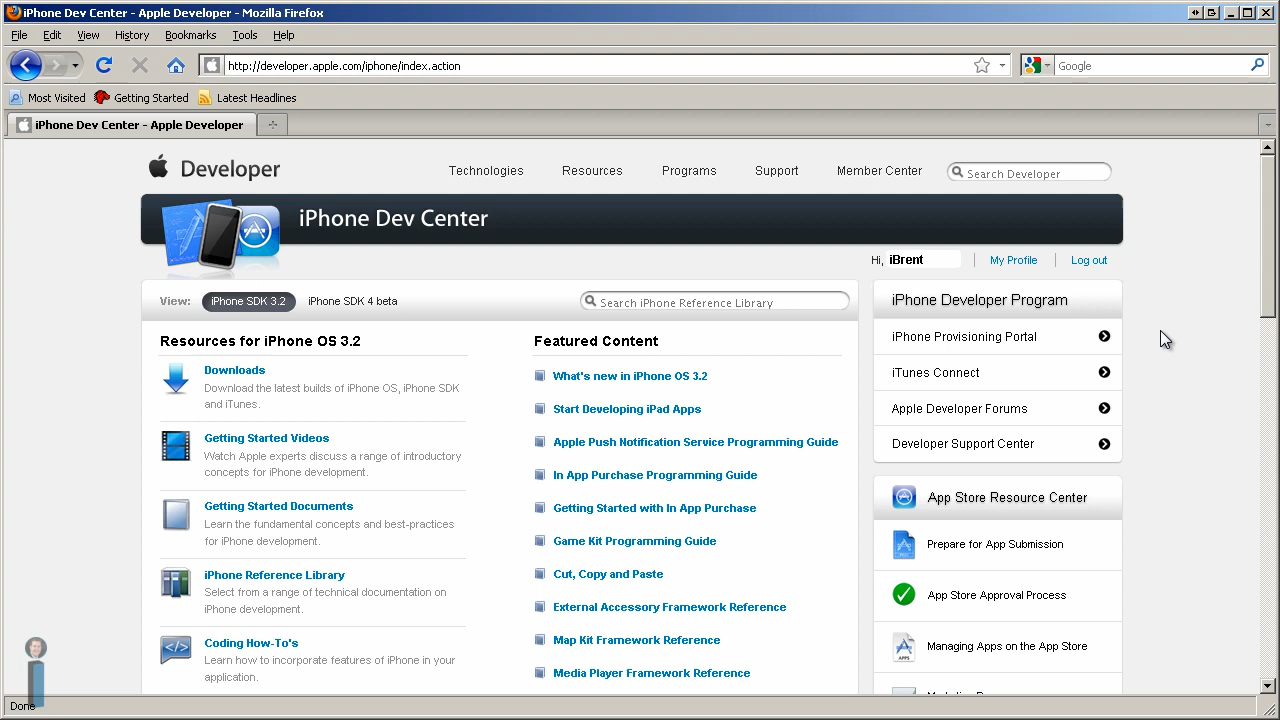 iPhone Dev Center - Apple Developer - Mozilla Firefox
File Edit View History Bookmarks Tools Help
http://developer.apple.com/iphone/index.action
Google
Most Visited Getting Started Latest Headlines
iPhone Dev Center - Apple Developer
Developer
Technologies Resources Programs Support Member Center Search Developer
iPhone Dev Center
Hi, iBrent My Profile Log out
View: iPhone SDK 3.2 iPhone SDK 4 beta Search iPhone Reference Library
Resources for iPhone OS 3.2
Downloads
Download the latest builds of iPhone OS, iPhone SDK
and iTunes.
Getting Started Videos
Watch Apple experts discuss a range of introductory
concepts for iPhone development.
Getting Started Documents
Learn the fundamental concepts and best-practices
for iPhone development.
iPhone Reference Library
Select from a range of technical documentation on
iPhone development.
Coding How-To's
Learn how to incorporate features of iPhone in your
application.
Featured Content
What's new in iPhone OS 3.2
Start Developing iPad Apps
Apple Push Notification Service Programming Guide
In App Purchase Programming Guide
Getting Started with In App Purchase
Game Kit Programming Guide
Cut, Copy and Paste
External Accessory Framework Reference
Map Kit Framework Reference
Media Player Framework Reference
iPhone Developer Program
iPhone Provisioning Portal
iTunes Connect
Apple Developer Forums
Developer Support Center
App Store Resource Center
Prepare for App Submission
App Store Approval Process
APPS
Managing Apps on the App Store
Done